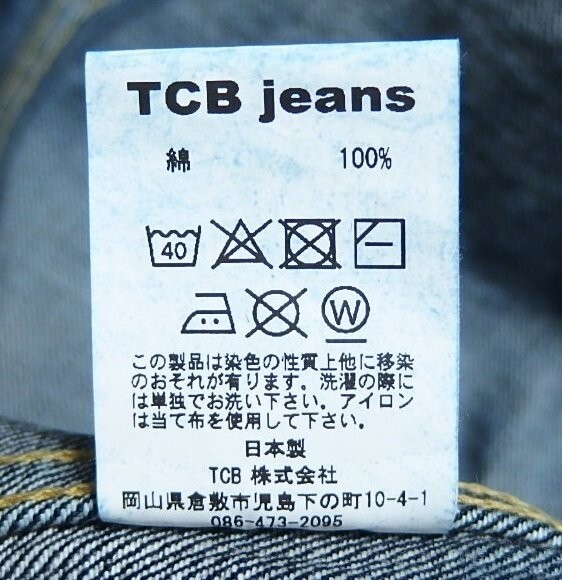 TCB jeans
綿 100%
40
W
この製品は染色の性質上他に移染
のおそれが有ります。洗濯の際に
は単独でお洗い下さい。アイロン
は当て布を使用して下さい。
日本製
TCB 株式会社
岡山県倉敷市児島下の町10-4-1
086-473-2095